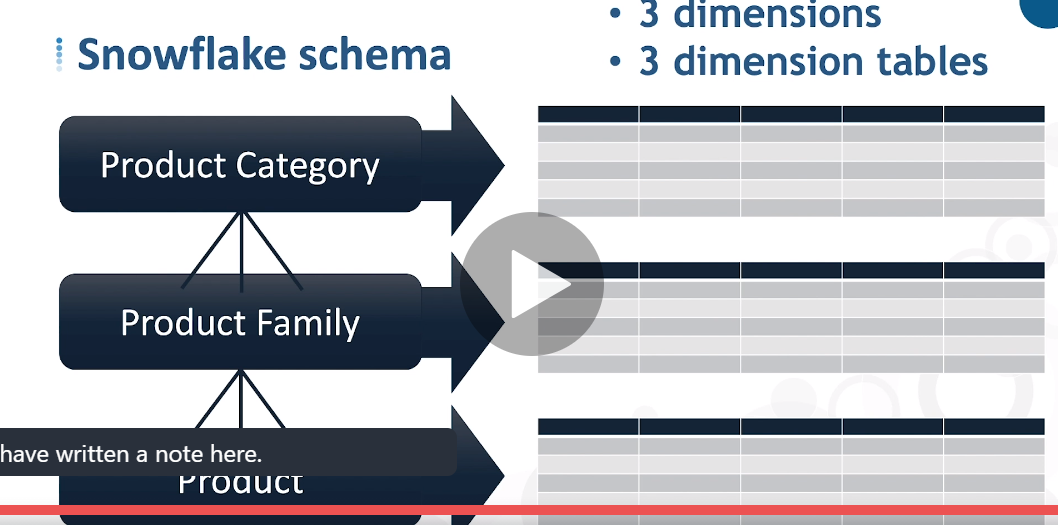 • 3 dimensions
Snowflake schema
• 3 dimension tables
Product Category
Product Family
have written a note here.
Product